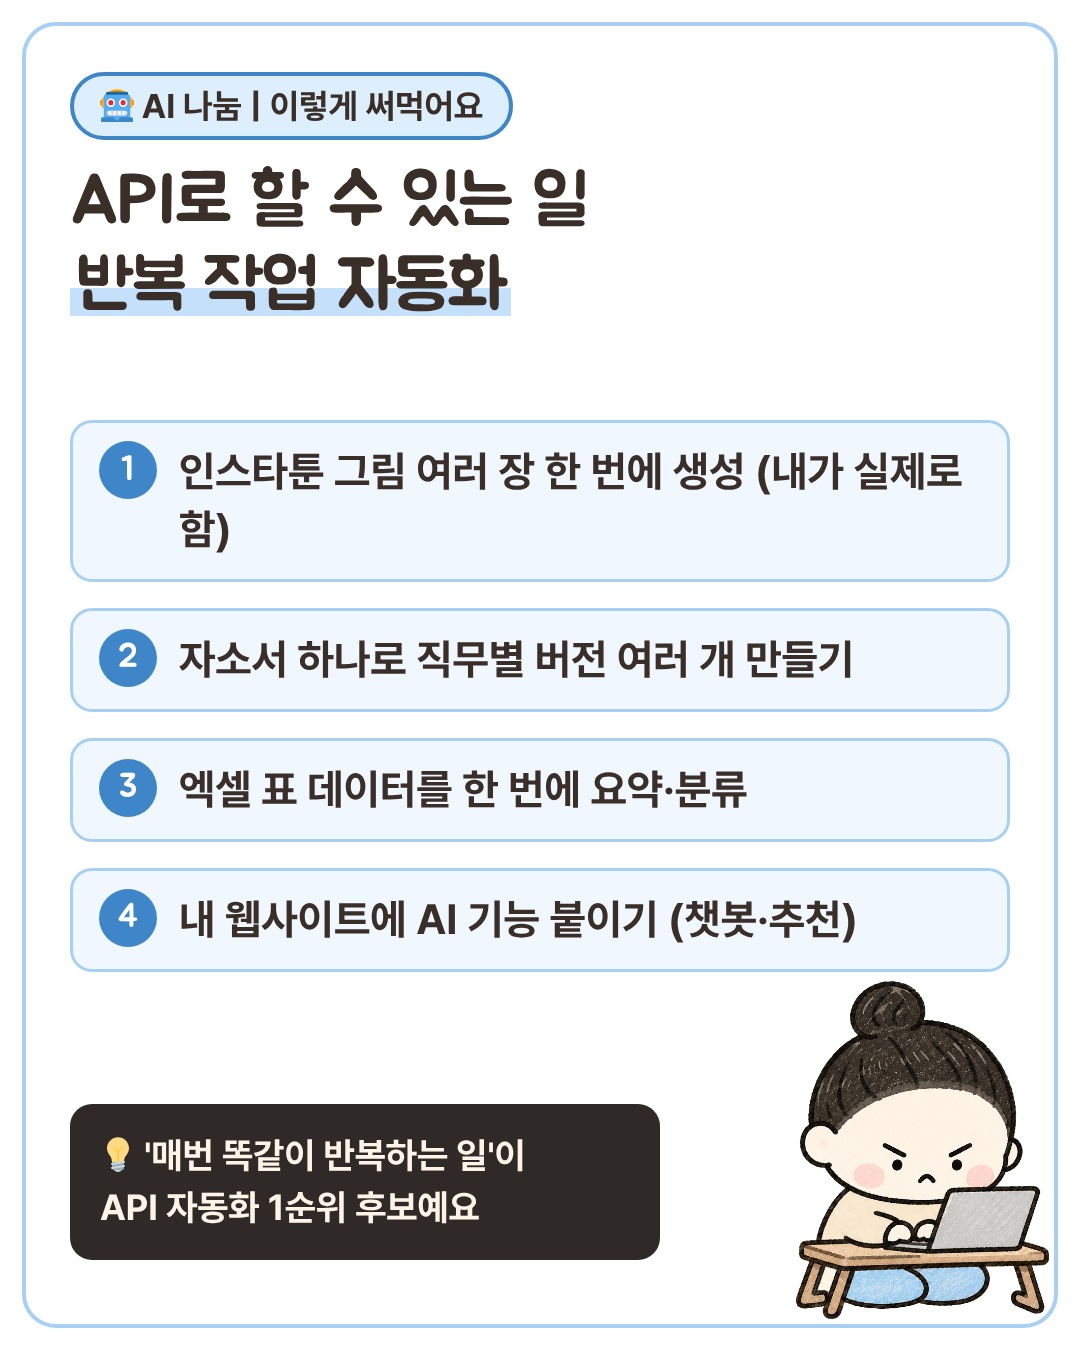 🤖 AI 나눔 | 이렇게 써먹어요
API로 할 수 있는 일
반복 작업 자동화
1 인스타툰 그림 여러 장 한 번에 생성 (내가 실제로
함)
2 자소서 하나로 직무별 버전 여러 개 만들기
3 엑셀 표 데이터를 한 번에 요약·분류
4 내 웹사이트에 AI 기능 붙이기 (챗봇·추천)
💡 '매번 똑같이 반복하는 일'이
API 자동화 1순위 후보예요